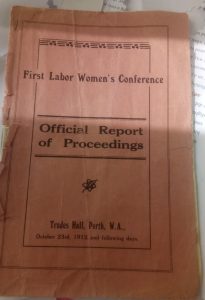 First Labor Women's Conference
Official Report
of Proceedings
Trades Hall, Perth, W.A.,
October 23rd, 1912, and following days.